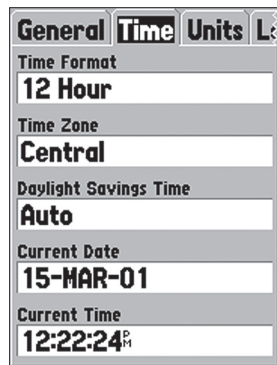 General Time Units
Time Format
12 Hour
Time Zone
Central
Daylight Savings Time
Auto
Current Date
15-MAR-01
Current Time
12:22:24PM